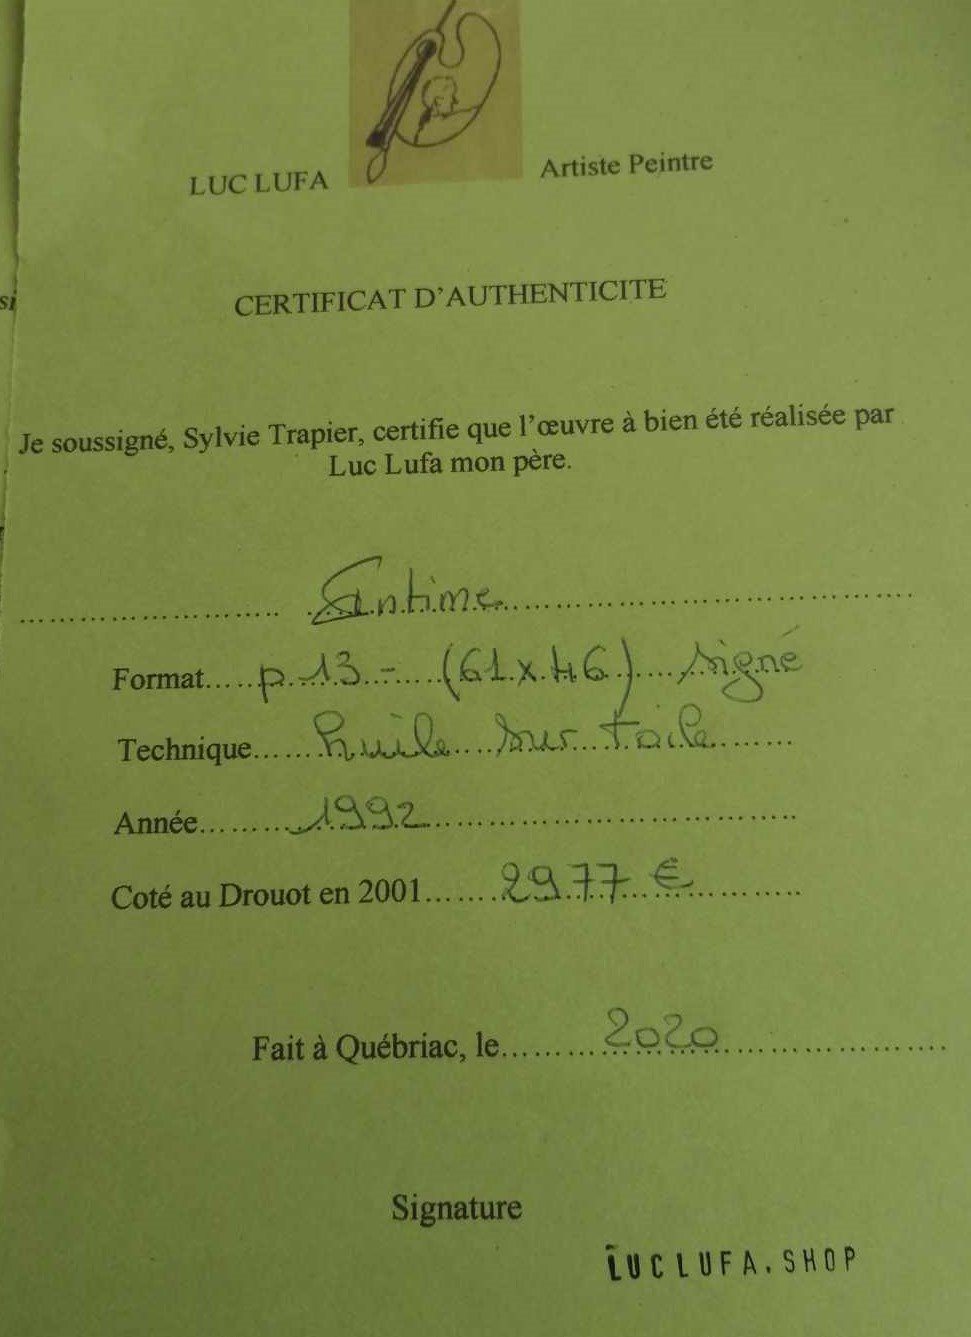 LUC LUFA
Artiste Peintre
CERTIFICAT D'AUTHENTICITE
Je soussigné, Sylvie Trapier, certifie que l'œuvre à bien été réalisée par
Luc Lufa mon père.
Format.....p.13 - (61 x 46)....signé
Technique......huile sur toile........
Année.........1992.......................................
Coté au Drouot en 2001.......2977 €............
Fait à Québriac, le.........2020......................
Signature
LUCLUFA.SHOP
si